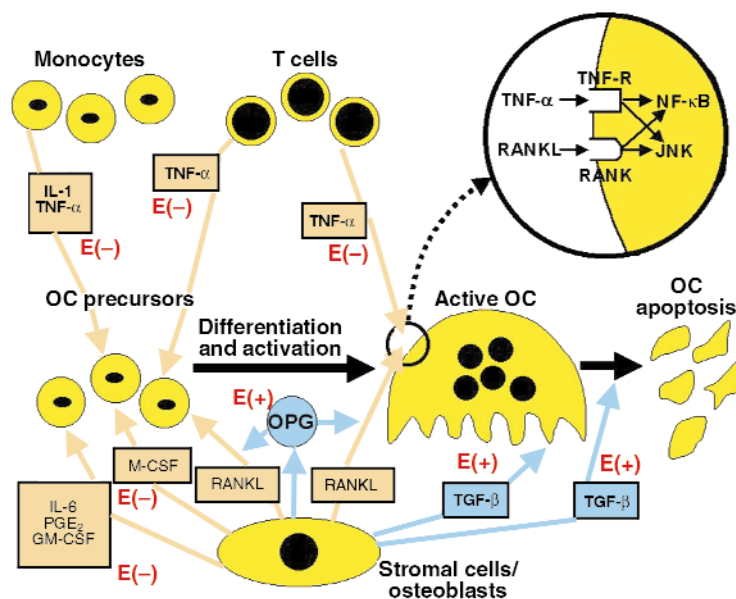 Monocytes
T cells
TNF-R
TNF-α
NF-κB
RANKL
JNK
RANK
IL-1
TNF-α
E(–)
TNF-α
E(–)
TNF-α
E(–)
OC precursors
Differentiation
and activation
Active OC
OC
apoptosis
E(+)
OPG
M-CSF
E(–)
RANKL
RANKL
IL-6
PGE₂
GM-CSF
E(–)
E(+)
TGF-β
E(+)
TGF-β
Stromal cells/
osteoblasts